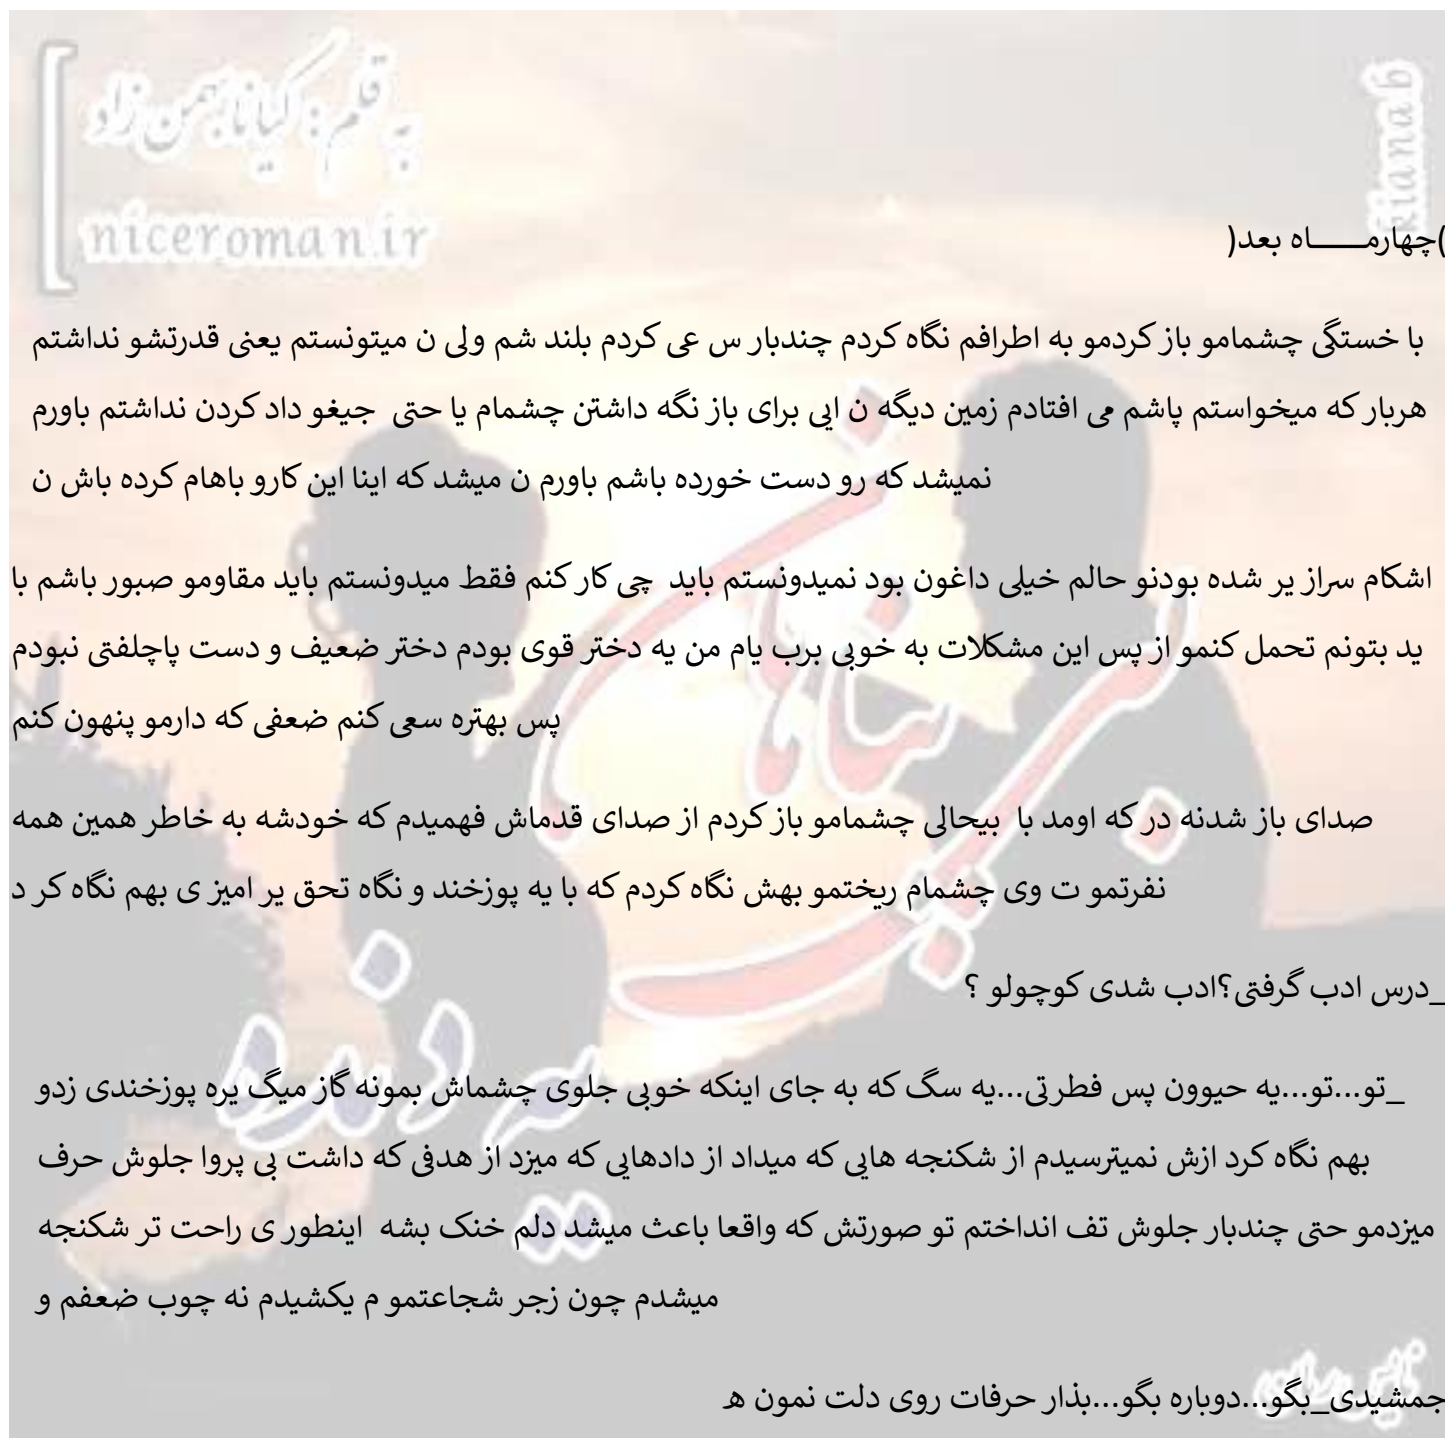 به قلم: کیانا بهمن زاد
niceroman.ir
kiana.b
)چهارمـــــاه بعد(
با خستگی چشمامو باز کردمو به اطرافم نگاه کردم چندبار س عی کردم بلند شم ولی ن میتونستم یعنی قدرتشو نداشتم
هربار که میخواستم پاشم می افتادم زمین دیگه ن ایی برای باز نگه داشتن چشمام یا حتی جیغو داد کردن نداشتم باورم
نمیشد که رو دست خورده باشم باورم ن میشد که اینا این کارو باهام کرده باش ن
اشکام سراز یر شده بودنو حالم خیلی داغون بود نمیدونستم باید چی کار کنم فقط میدونستم باید مقاومو صبور باشم با
ید بتونم تحمل کنمو از پس این مشکلات به خوبی برب یام من یه دختر قوی بودم دختر ضعیف و دست پاچلفتی نبودم
پس بهتره سعی کنم ضعفی که دارمو پنهون کنم
صدای باز شدنه در که اومد با بیحالی چشمامو باز کردم از صدای قدماش فهمیدم که خودشه به خاطر همین همه
نفرتمو ت وی چشمام ریختمو بهش نگاه کردم که با یه پوزخند و نگاه تحق یر امیز ی بهم نگاه کر د
_درس ادب گرفتی؟ادب شدی کوچولو ؟
_تو...تو...یه حیوون پس فطرتی...یه سگ که به جای اینکه خوبی جلوی چشماش بمونه گاز میگ یره پوزخندی زدو
بهم نگاه کرد ازش نمیترسیدم از شکنجه هایی که میداد از دادهایی که میزد از هدفی که داشت بی پروا جلوش حرف
میزدمو حتی چندبار جلوش تف انداختم تو صورتش که واقعا باعث میشد دلم خنک بشه اینطور ی راحت تر شکنجه
میشدم چون زجر شجاعتمو م یکشیدم نه چوب ضعفم و
جمشیدی_بگو...دوباره بگو...بذار حرفات روی دلت نمون ه